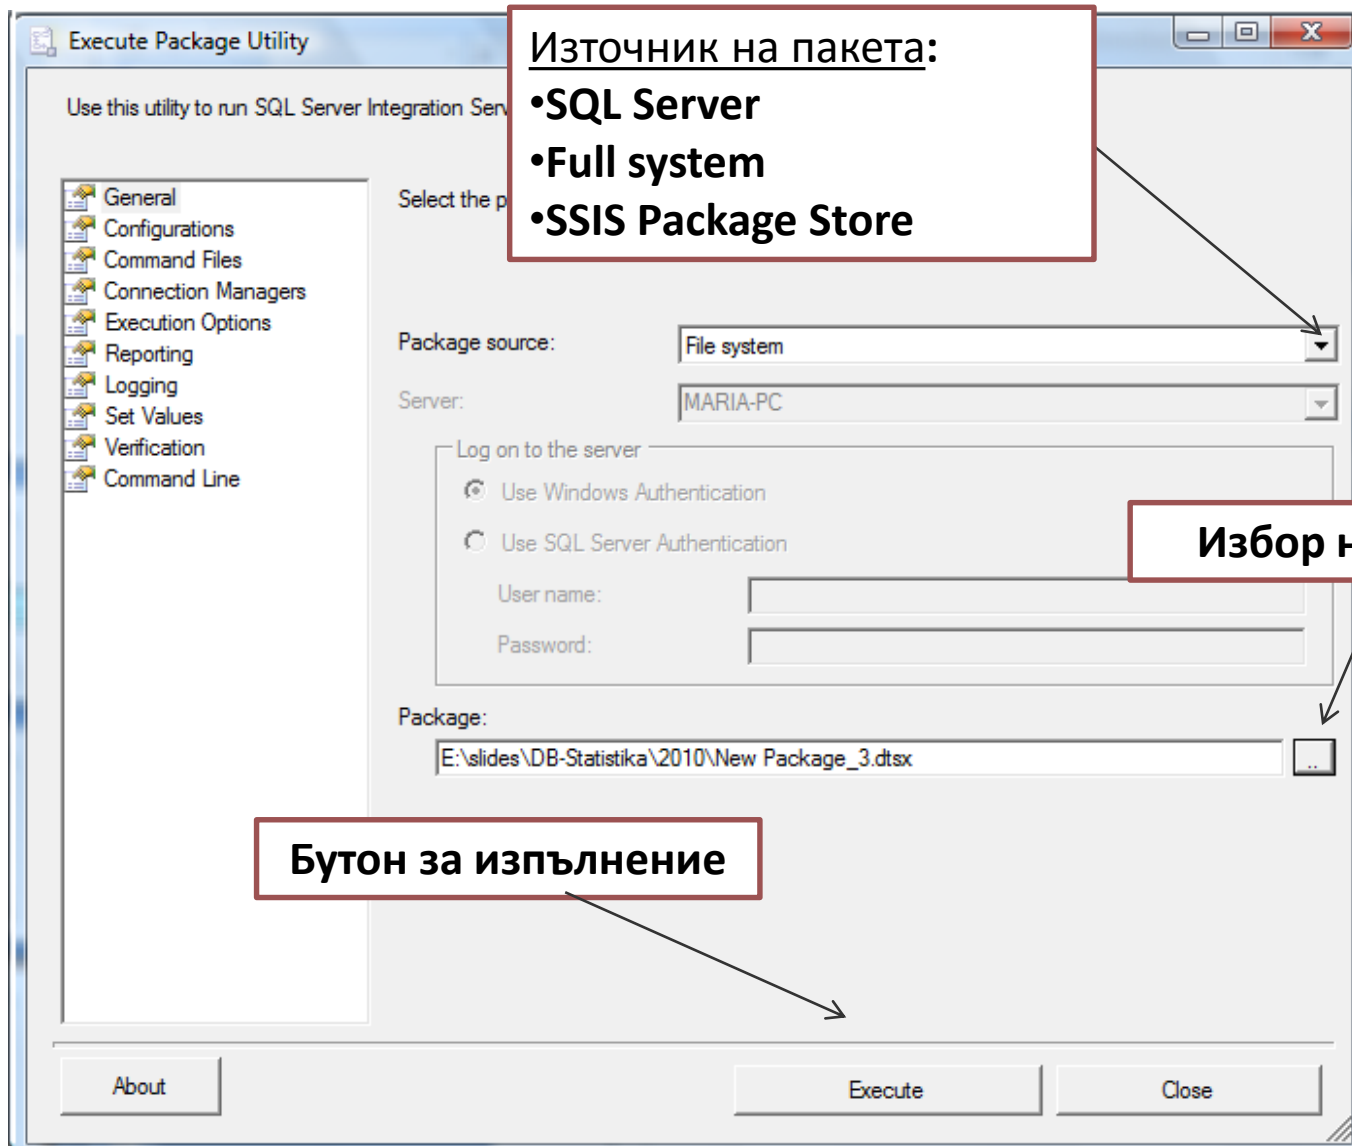 Execute Package Utility
Източник на пакета:
•SQL Server
•Full system
•SSIS Package Store
Use this utility to run SQL Server Integration
General
Configurations
Command Files
Connection Managers
Execution Options
Reporting
Logging
Set Values
Verification
Command Line
Select the
Package source:
File system
Server:
MARIA-PC
Log on to the server
Use Windows Authentication
Use SQL Server Authentication
User name:
Password:
Избор
Package:
E:\slides\DB-Statistika\2010\New Package_3.dtsx
..
Бутон за изпълнение
About
Execute
Close